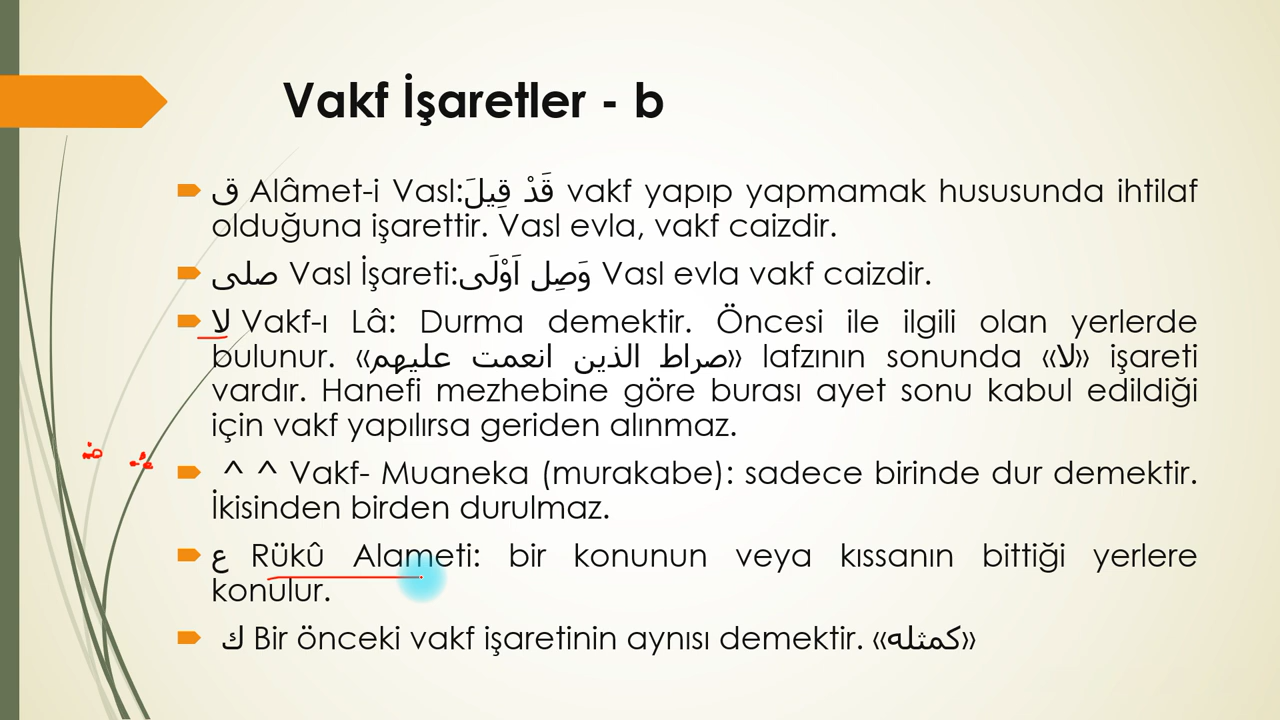 Vakf İşaretler - b
ق Alâmet-i Vasl:قَدْ قِيلَ vakf yapıp yapmamak hususunda ihtilaf
olduğuna işarettir. Vasl evla, vakf caizdir.
صلى Vasl İşareti:وَصِل اَوْلَى Vasl evla vakf caizdir.
لا Vakf-ı Lâ: Durma demektir. Öncesi ile ilgili olan yerlerde
bulunur. «صراط الذين انعمت عليهم» lafzının sonunda «لا» işareti
vardır. Hanefi mezhebine göre burası ayet sonu kabul edildiği
için vakf yapılırsa geriden alınmaz.
^ ^ Vakf- Muaneka (murakabe): sadece birinde dur demektir.
İkisinden birden durulmaz.
ع Rükû Alameti: bir konunun veya kıssanın bittiği yerlere
konulur.
ك Bir önceki vakf işaretinin aynısı demektir. «كمثله»